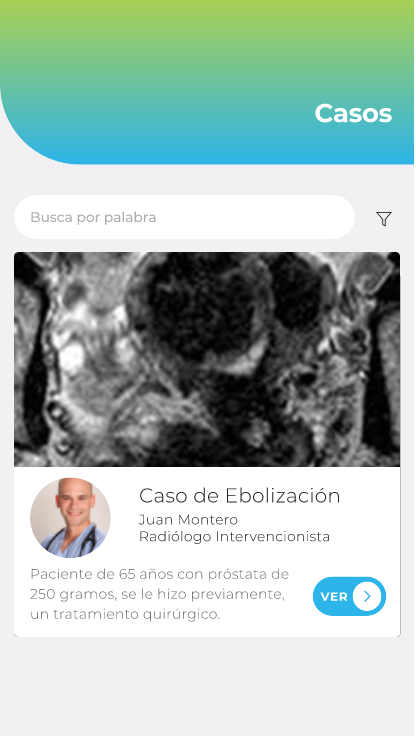 Casos
Busca por palabra
Caso de Ebolización
Juan Montero
Radiólogo Intervencionista
Paciente de 65 años con próstata de
250 gramos, se le hizo previamente,
un tratamiento quirúrgico.
VER